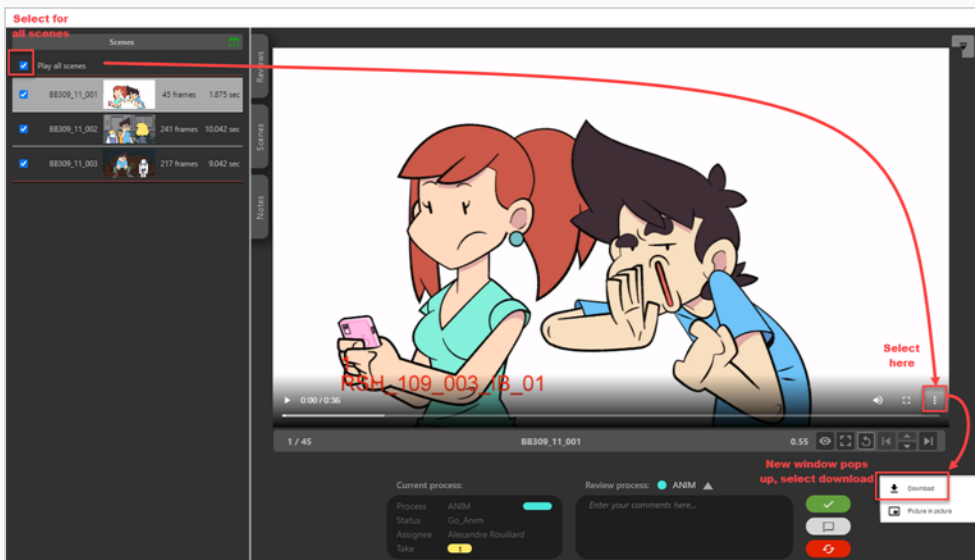 Select for
all scenes
Scenes
Play all scenes
BB309_11_001 45 frames 1.875 sec
BB309_11_002 241 frames 10.042 sec
BB309_11_003 217 frames 9.042 sec
Reviews
Scenes
Notes
RSH_109_003_IB_01
Select
here
0:00 / 0:36
1 / 45 BB309_11_001 0.55
New window pops
up, select download
Download
Picture in picture
Current process:
Process ANIM
Status Go_Anim
Assignee Alexandre Rouillard
Take 1
Review process: ANIM
Enter your comments here...